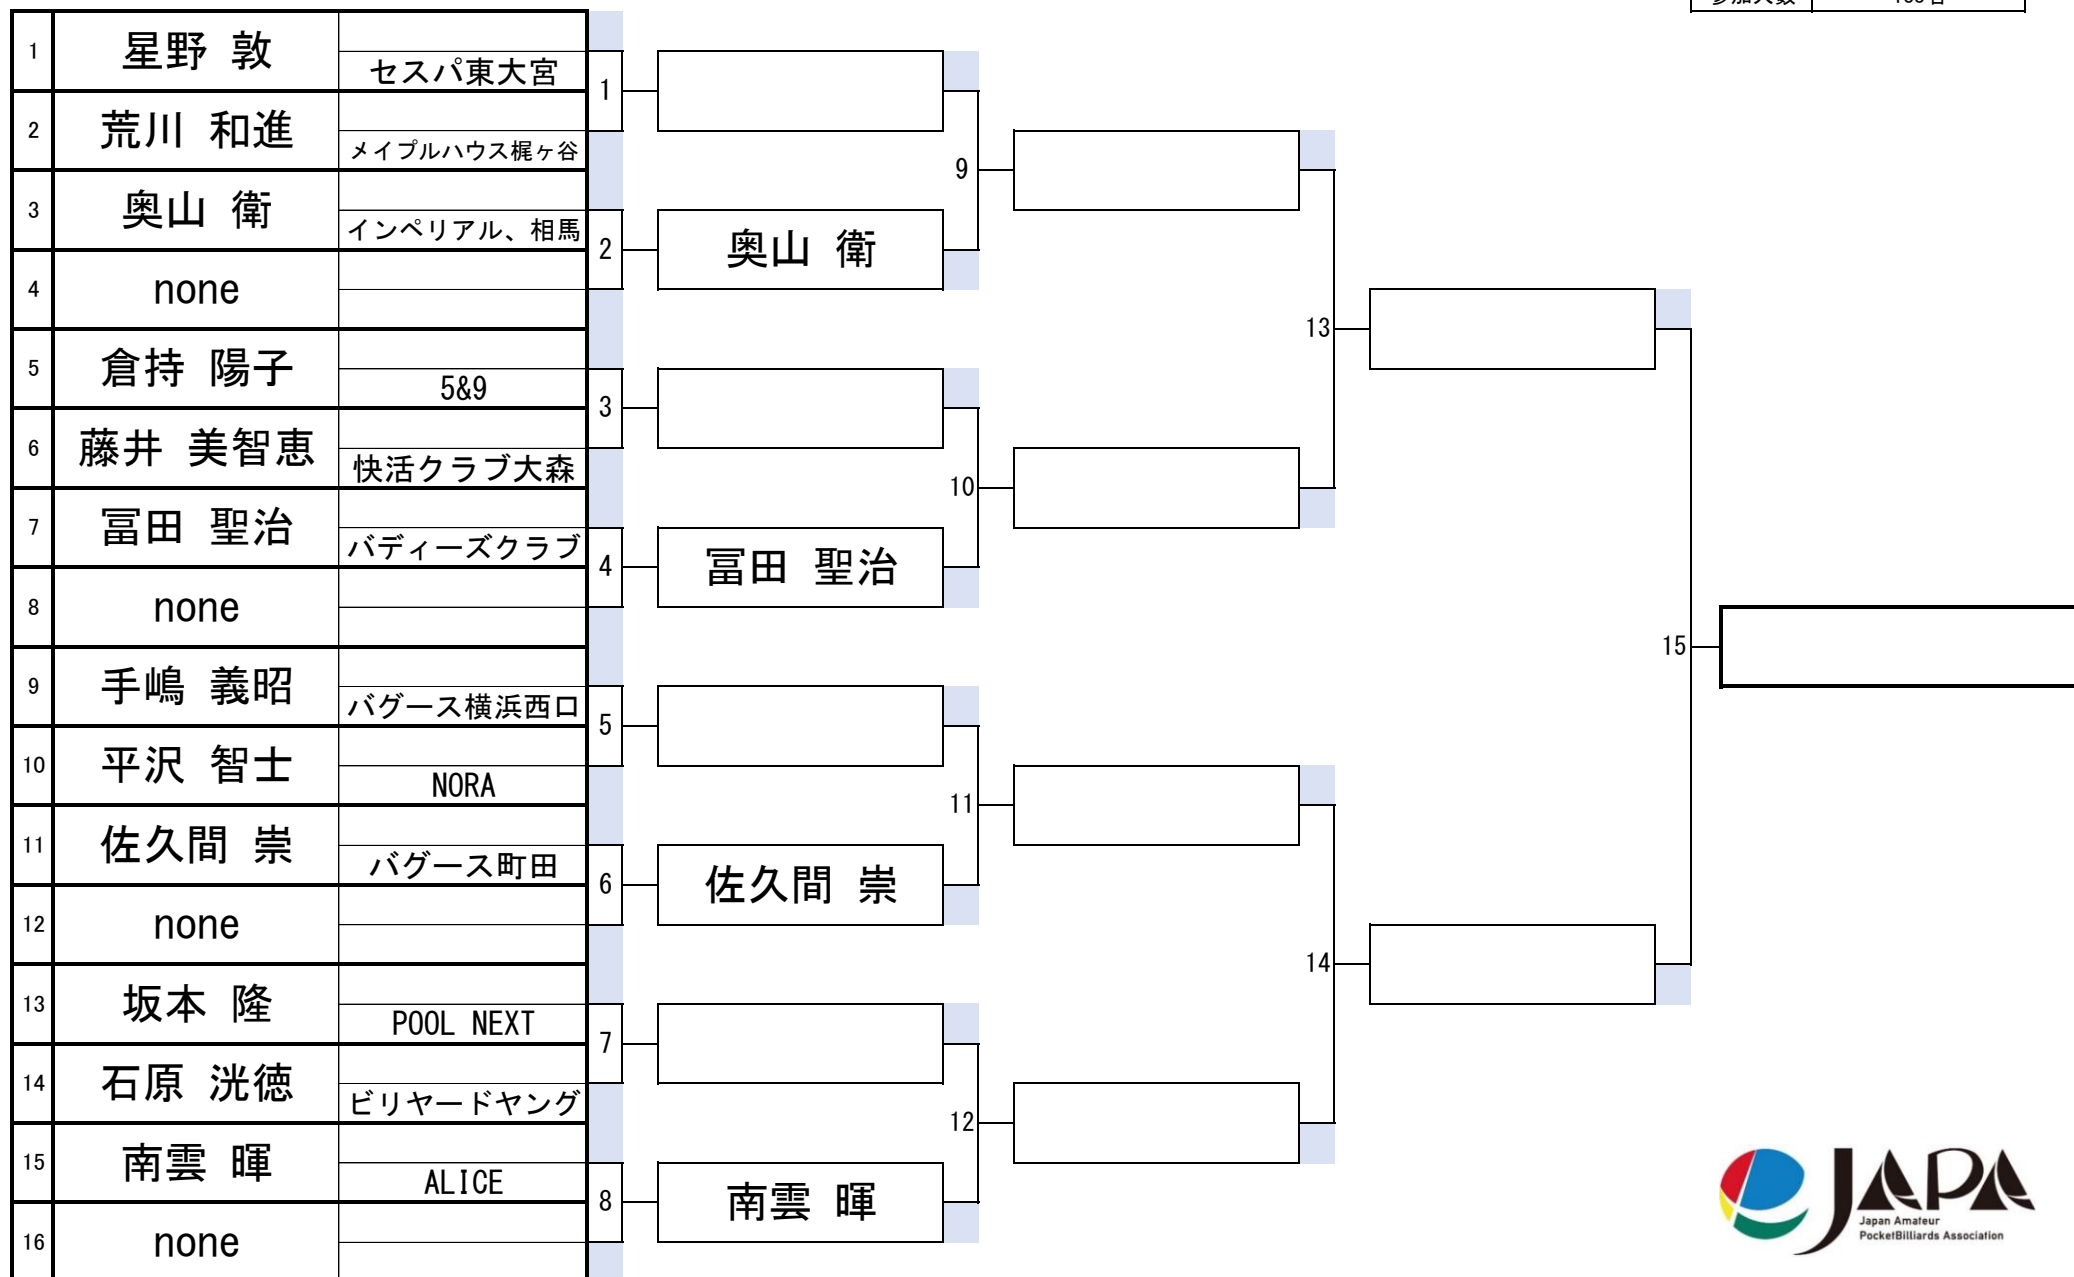 1 星野 敦
セスパ東大宮
2 荒川 和進
メイプルハウス梶ヶ谷
1
3 奥山 衛
インペリアル、相馬
4 none
2 奥山 衛
9
5 倉持 陽子
5&9
6 藤井 美智恵
快活クラブ大森
3
7 冨田 聖治
バディーズクラブ
8 none
4 冨田 聖治
10
13
9 手嶋 義昭
バグース横浜西口
10 平沢 智士
NORA
5
11 佐久間 崇
バグース町田
12 none
6 佐久間 崇
11
13 坂本 隆
POOL NEXT
14 石原 洸徳
ビリヤードヤング
7
15 南雲 暉
ALICE
16 none
8 南雲 暉
12
14
15
JAPA
Japan Amateur
PocketBilliards Association